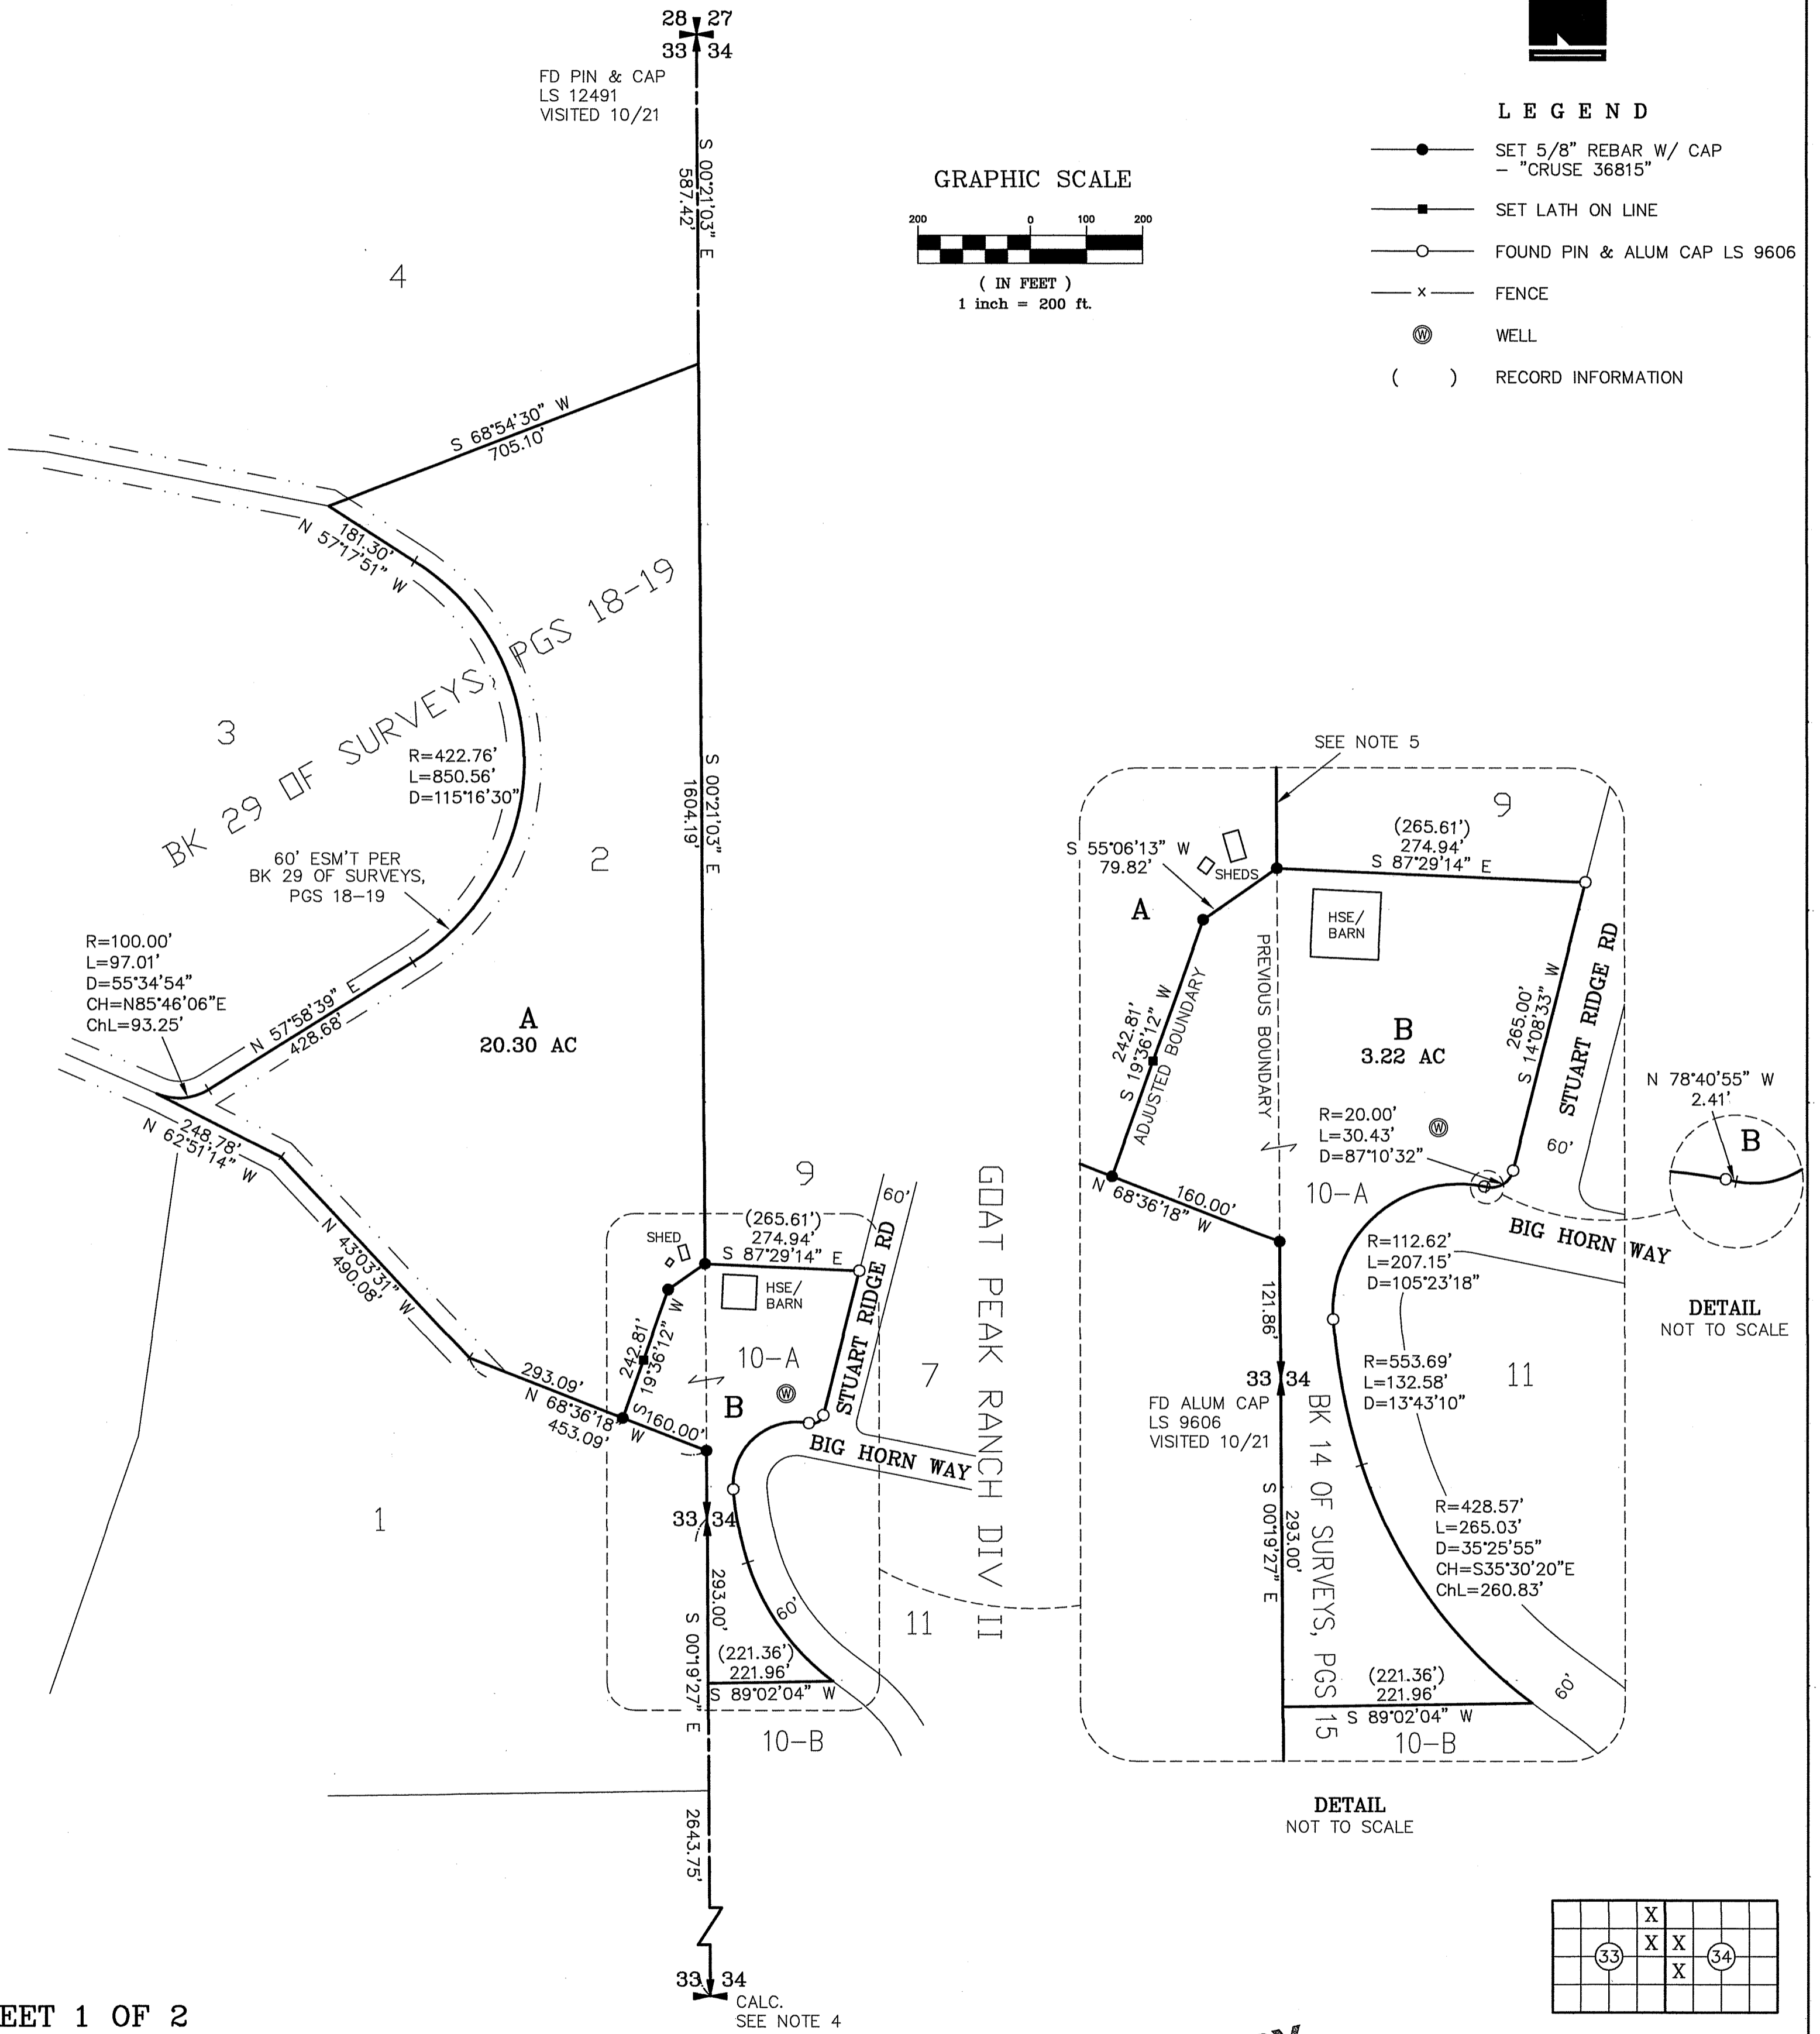 28 27
33 34
FD PIN & CAP
LS 12491
VISITED 10/21
S 00°21'03" E
587.42'
GRAPHIC SCALE
200 0 100 200
( IN FEET )
1 inch = 200 ft.
L E G E N D
SET 5/8" REBAR W/ CAP
– "CRUSE 36815"
SET LATH ON LINE
FOUND PIN & ALUM CAP LS 9606
x FENCE
W WELL
( ) RECORD INFORMATION
4
S 68°54'30" W
705.10'
181.30'
N 57°17'51" W
BK 29 OF SURVEYS, PGS 18-19
3
R=422.76'
L=850.56'
D=115°16'30"
2
S 00°21'03" E
1604.19'
60' ESM'T PER
BK 29 OF SURVEYS,
PGS 18-19
R=100.00'
L=97.01'
D=55°34'54"
CH=N85°46'06"E
ChL=93.25'
N 57°58'39" E
428.68'
A
20.30 AC
248.78'
N 62°51'14" W
N 43°03'31" W
490.08'
293.09'
N 68°36'18" W
453.09'
160.00'
1
9
60'
SHED
(265.61')
274.94'
S 87°29'14" E
HSE/
BARN
242.81'
S 19°36'12" W
10-A
W
B
STUART RIDGE RD
7
BIG HORN WAY
33 34
293.00'
S 00°19'27" E
60'
11
(221.36')
221.96'
S 89°02'04" W
10-B
GOAT PEAK RANCH DIV II
2643.75'
33 34
CALC.
SEE NOTE 4
SEE NOTE 5
9
S 55°06'13" W
79.82'
SHEDS
(265.61')
274.94'
S 87°29'14" E
A
HSE/
BARN
PREVIOUS BOUNDARY
242.81'
S 19°36'12" W
ADJUSTED BOUNDARY
B
3.22 AC
265.00'
S 14°08'33" W
STUART RIDGE RD
R=20.00'
L=30.43'
D=87°10'32"
W
60'
N 78°40'55" W
2.41'
B
160.00'
N 68°36'18" W
10-A
BIG HORN WAY
R=112.62'
L=207.15'
D=105°23'18"
DETAIL
NOT TO SCALE
121.86'
33 34
FD ALUM CAP
LS 9606
VISITED 10/21
R=553.69'
L=132.58'
D=13°43'10"
11
BK 14 OF SURVEYS, PGS 15
293.00'
S 00°19'27" E
R=428.57'
L=265.03'
D=35°25'55"
CH=S35°30'20"E
ChL=260.83'
(221.36')
221.96'
S 89°02'04" W
60'
10-B
DETAIL
NOT TO SCALE
X
33 X X 34
X
EET 1 OF 2